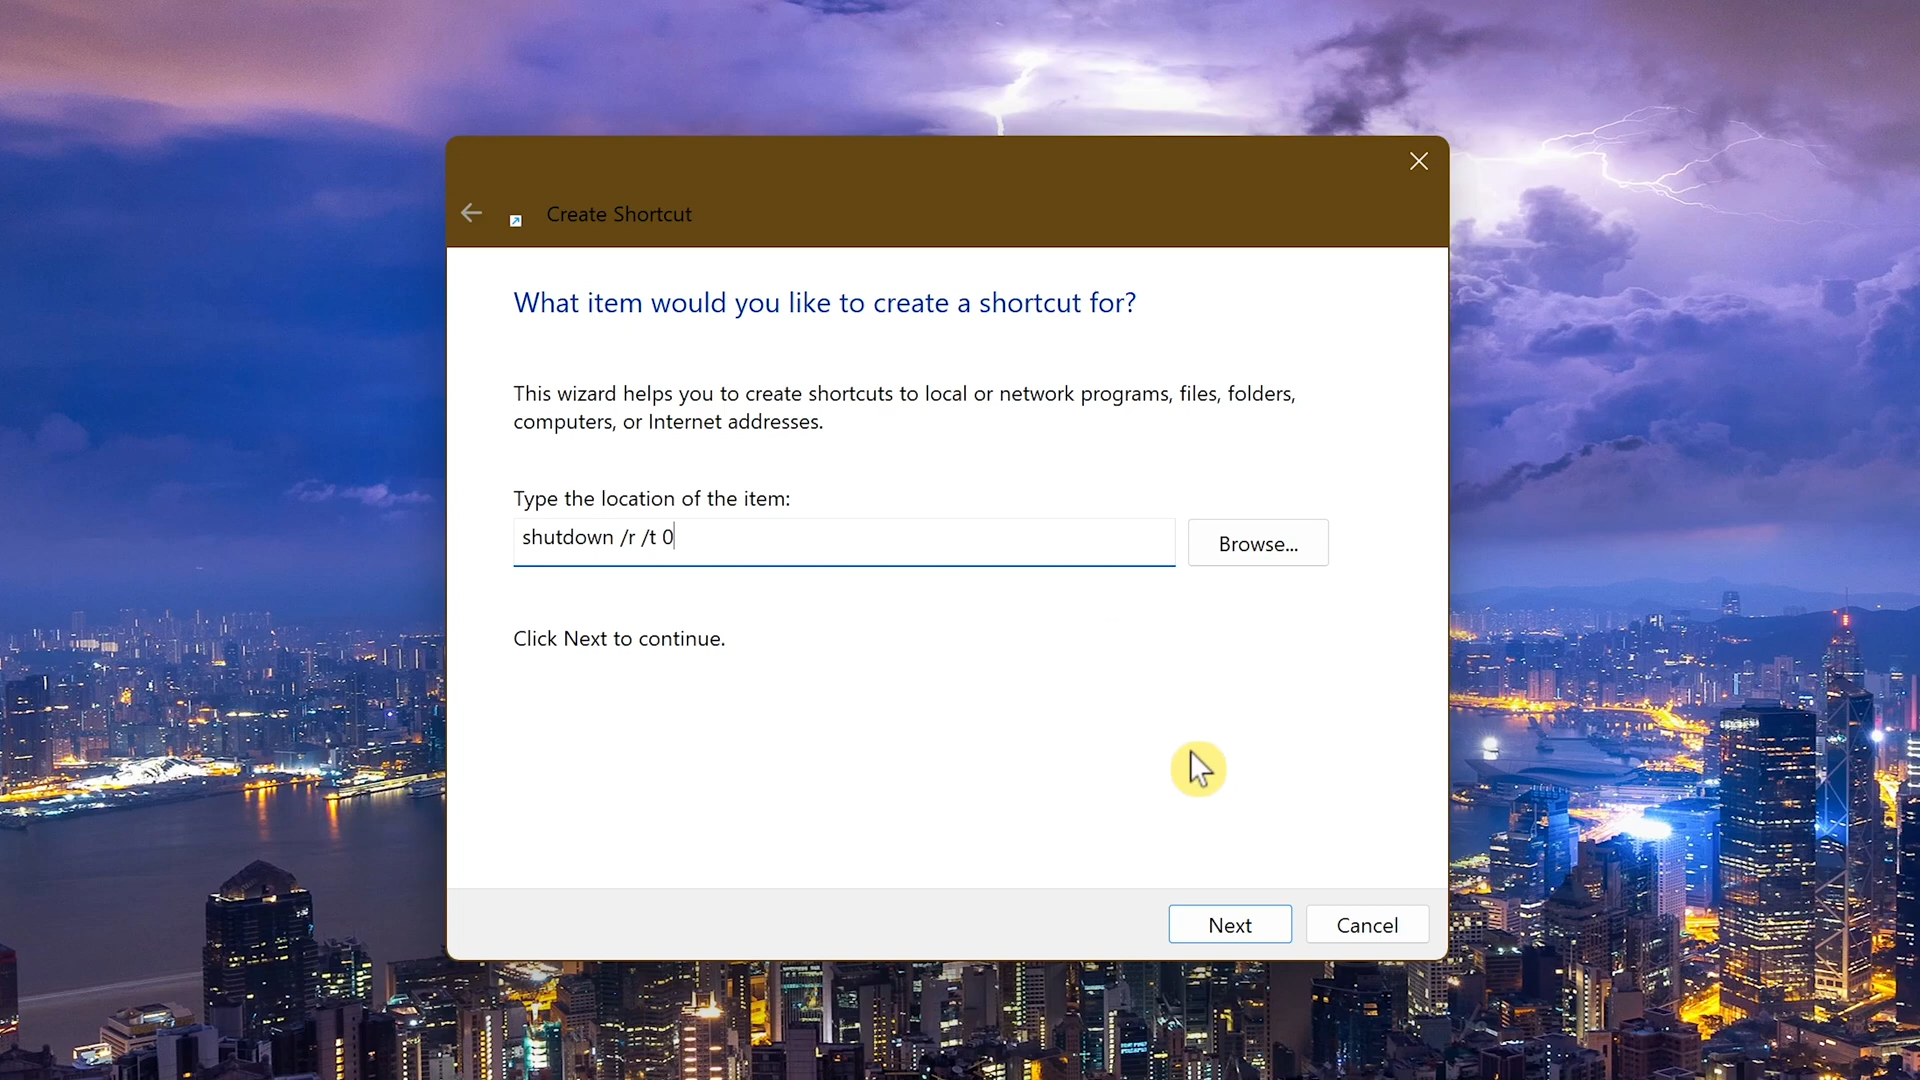 Create Shortcut
What item would you like to create a shortcut for?
This wizard helps you to create shortcuts to local or network programs, files, folders,
computers, or Internet addresses.
Type the location of the item:
shutdown /r /t 0
Browse...
Click Next to continue.
Next
Cancel